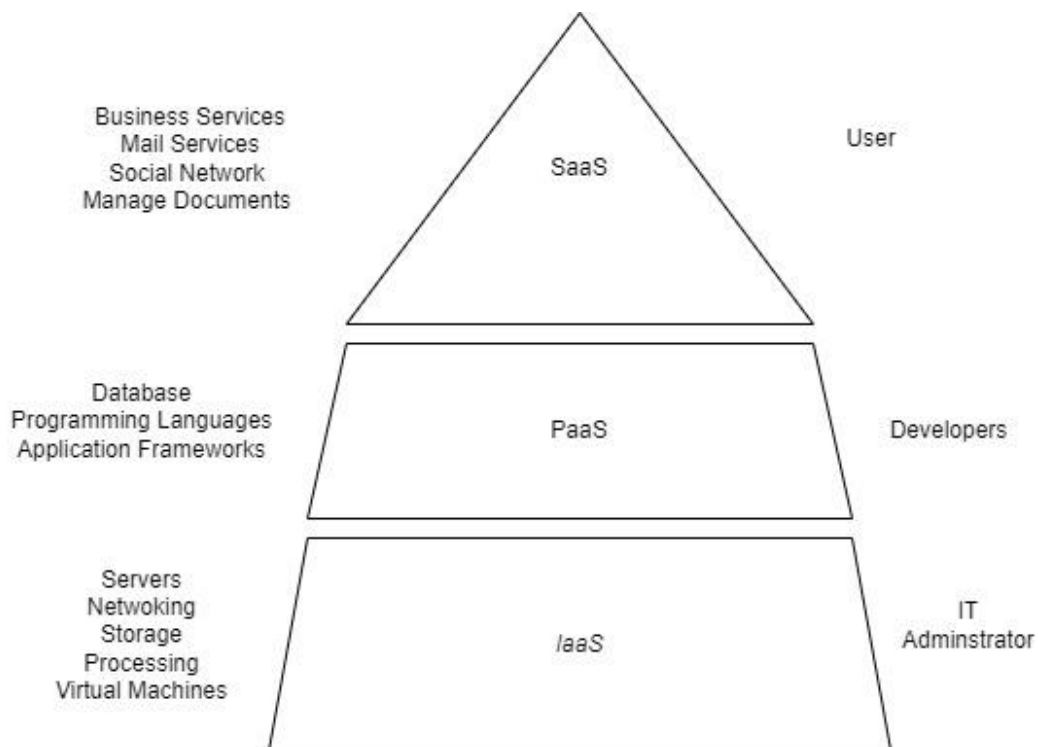 Business Services
Mail Services
Social Network
Manage Documents
SaaS
User
Database
Programming Languages
Application Frameworks
PaaS
Developers
Servers
Netwoking
Storage
Processing
Virtual Machines
IaaS
IT
Adminstrator